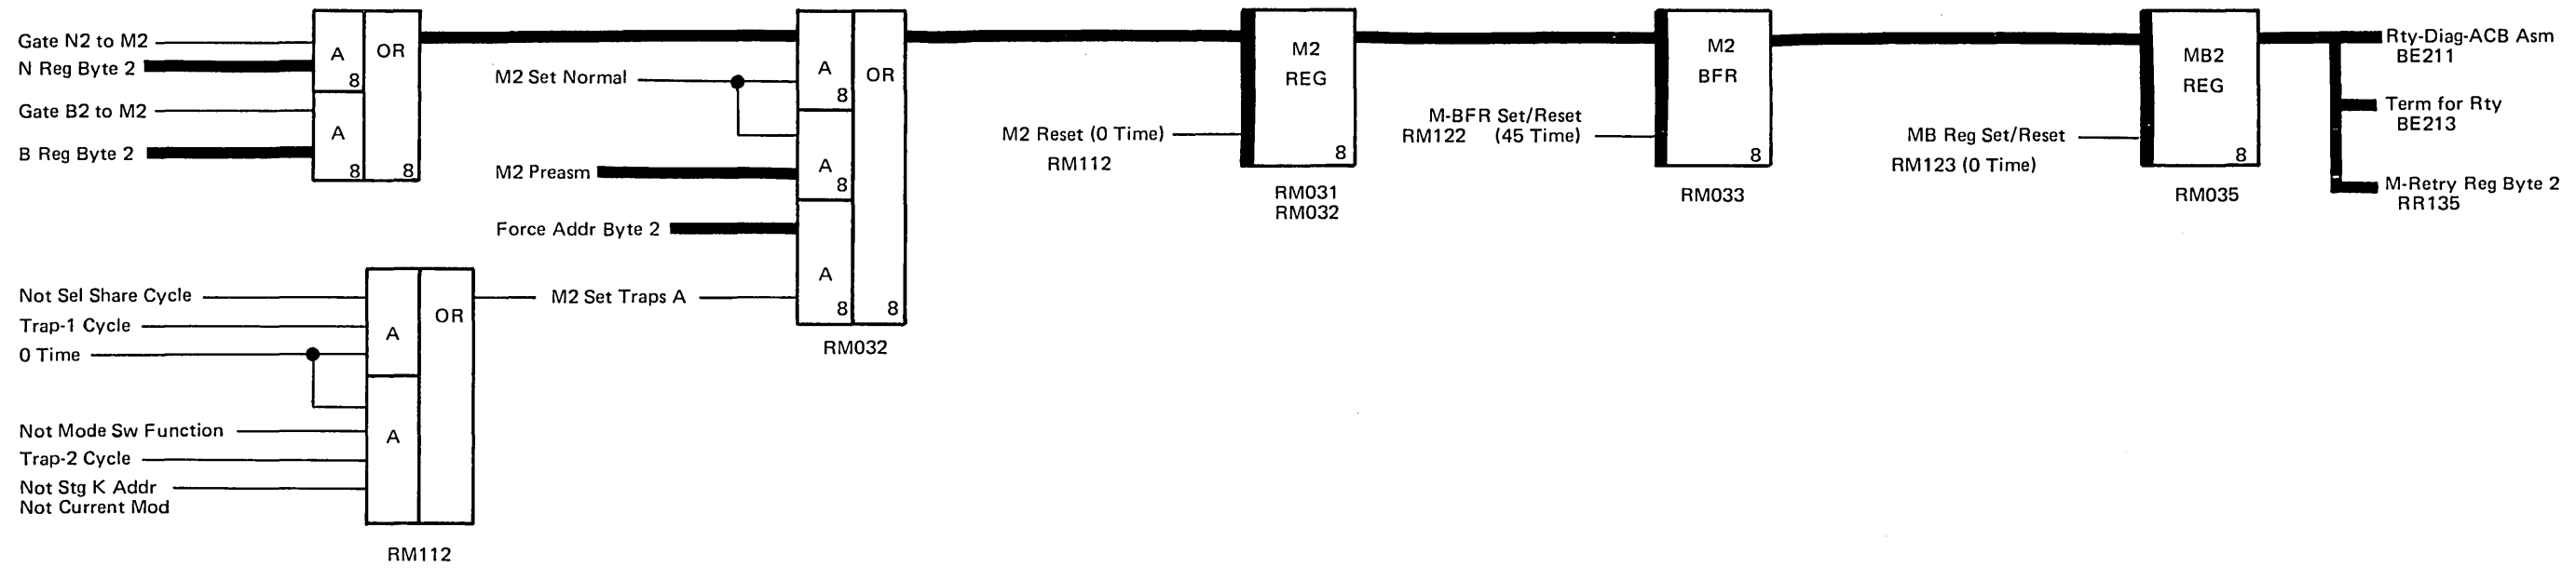 Gate N2 to M2
N Reg Byte 2
Gate B2 to M2
B Reg Byte 2
A
8
A
8
OR
8
M2 Set Normal
M2 Preasm
Force Addr Byte 2
M2 Set Traps A
A
8
A
8
A
8
OR
8
RM032
Not Sel Share Cycle
Trap-1 Cycle
0 Time
Not Mode Sw Function
Trap-2 Cycle
Not Stg K Addr
Not Current Mod
A
A
OR
RM112
M2 Reset (0 Time)
RM112
M2
REG
8
RM031
RM032
M-BFR Set/Reset
RM122 (45 Time)
M2
BFR
8
RM033
MB Reg Set/Reset
RM123 (0 Time)
MB2
REG
8
RM035
Rty-Diag-ACB Asm
BE211
Term for Rty
BE213
M-Retry Reg Byte 2
RR135